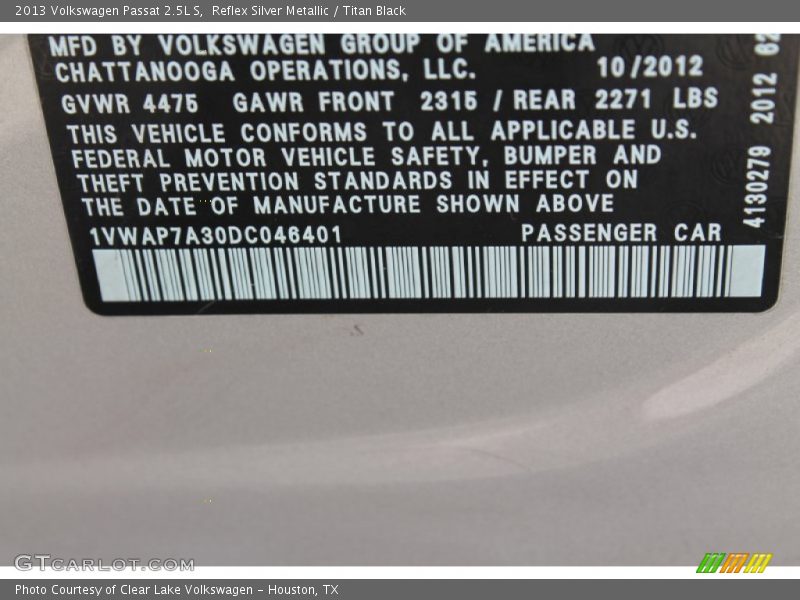 2013 Volkswagen Passat 2.5L S,  Reflex Silver Metallic / Titan Black
MFD BY VOLKSWAGEN GROUP OF AMERICA
CHATTANOOGA OPERATIONS, LLC. 10/2012
GVWR 4475 GAWR FRONT 2315 / REAR 2271 LBS
THIS VEHICLE CONFORMS TO ALL APPLICABLE U.S.
FEDERAL MOTOR VEHICLE SAFETY, BUMPER AND
THEFT PREVENTION STANDARDS IN EFFECT ON
THE DATE OF MANUFACTURE SHOWN ABOVE
1VWAP7A30DC046401 PASSENGER CAR
4130279 2012
GTCARLOT.COM
Photo Courtesy of Clear Lake Volkswagen – Houston, TX